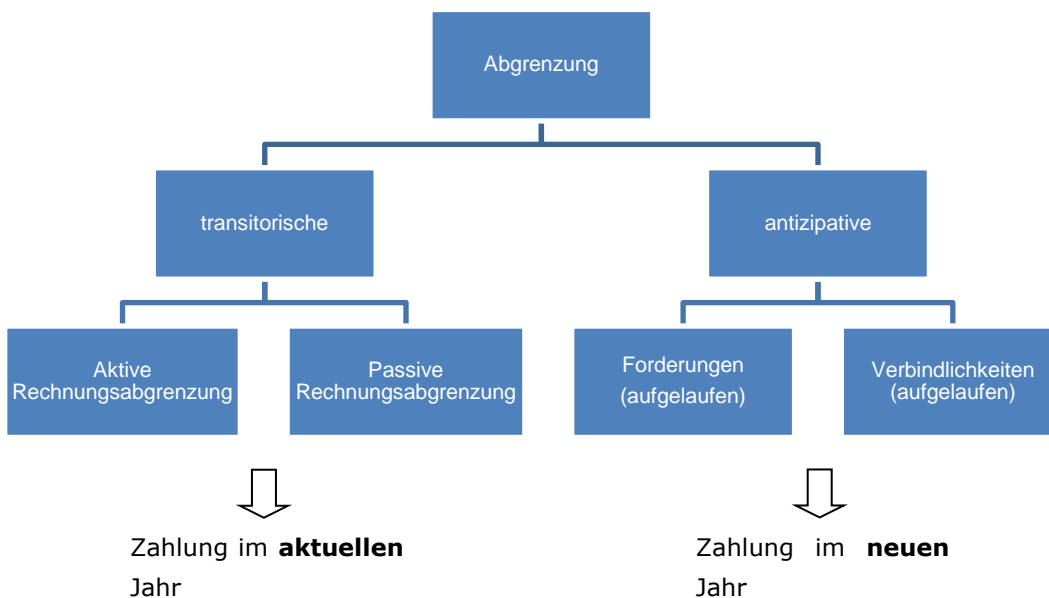 Abgrenzung
transitorische
antizipative
Aktive
Rechnungsabgrenzung
Passive
Rechnungsabgrenzung
Forderungen
(aufgelaufen)
Verbindlichkeiten
(aufgelaufen)
Zahlung im aktuellen
Jahr
Zahlung im neuen
Jahr